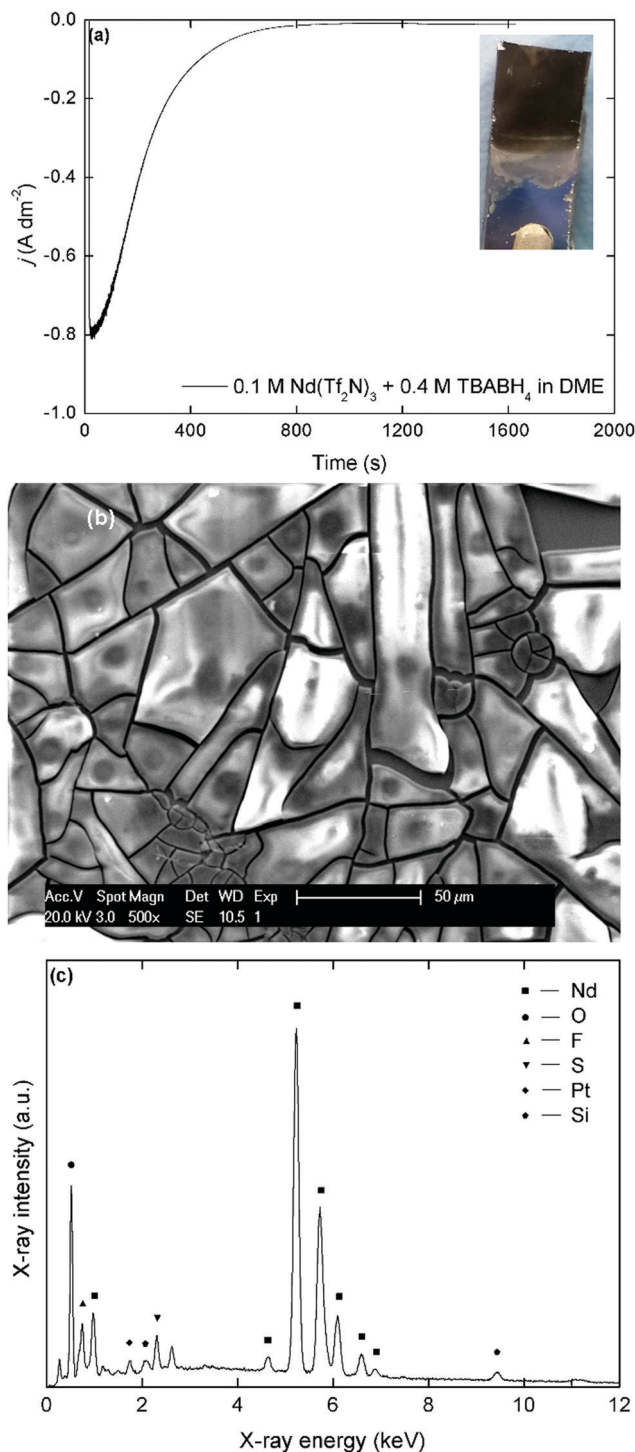 (a)
0.0
-0.2
-0.4
-0.6
-0.8
-1.0
j (A dm⁻²)
0 400 800 1200 1600 2000
Time (s)
0.1 M Nd(Tf₂N)₃ + 0.4 M TBABH₄ in DME
(b)
Acc.V Spot Magn Det WD Exp 50 μm
20.0 kV 3.0 500x SE 10.5 1
(c)
Nd
O
F
S
Pt
Si
X-ray intensity (a.u.)
0 2 4 6 8 10 12
X-ray energy (keV)